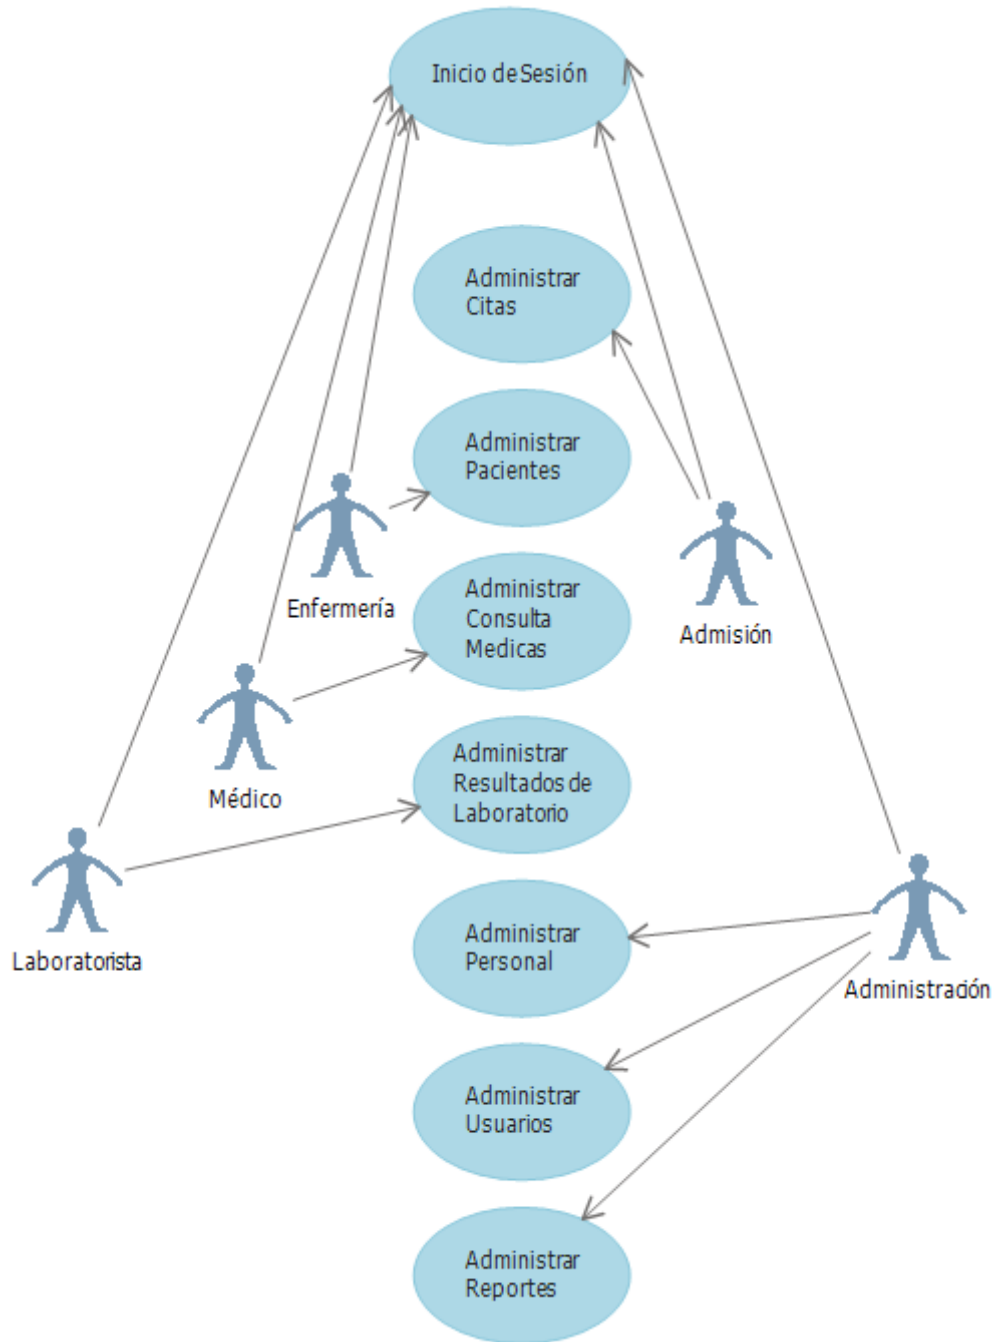 Inicio de Sesión
Administrar
Citas
Administrar
Pacientes
Enfermería
Administrar
Consulta
Medicas
Admisión
Médico
Administrar
Resultados de
Laboratorio
Laboratorista
Administrar
Personal
Administración
Administrar
Usuarios
Administrar
Reportes